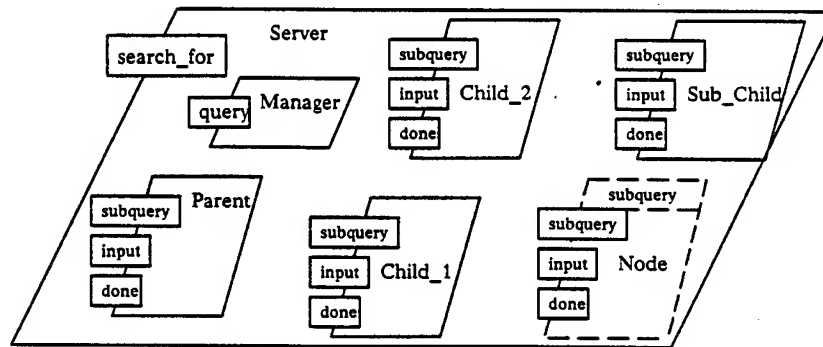 Server
search_for
query
Manager
subquery
input
done
Child_2
subquery
input
done
Sub_Child
subquery
input
done
Parent
subquery
input
done
Child_1
subquery
subquery
input
done
Node